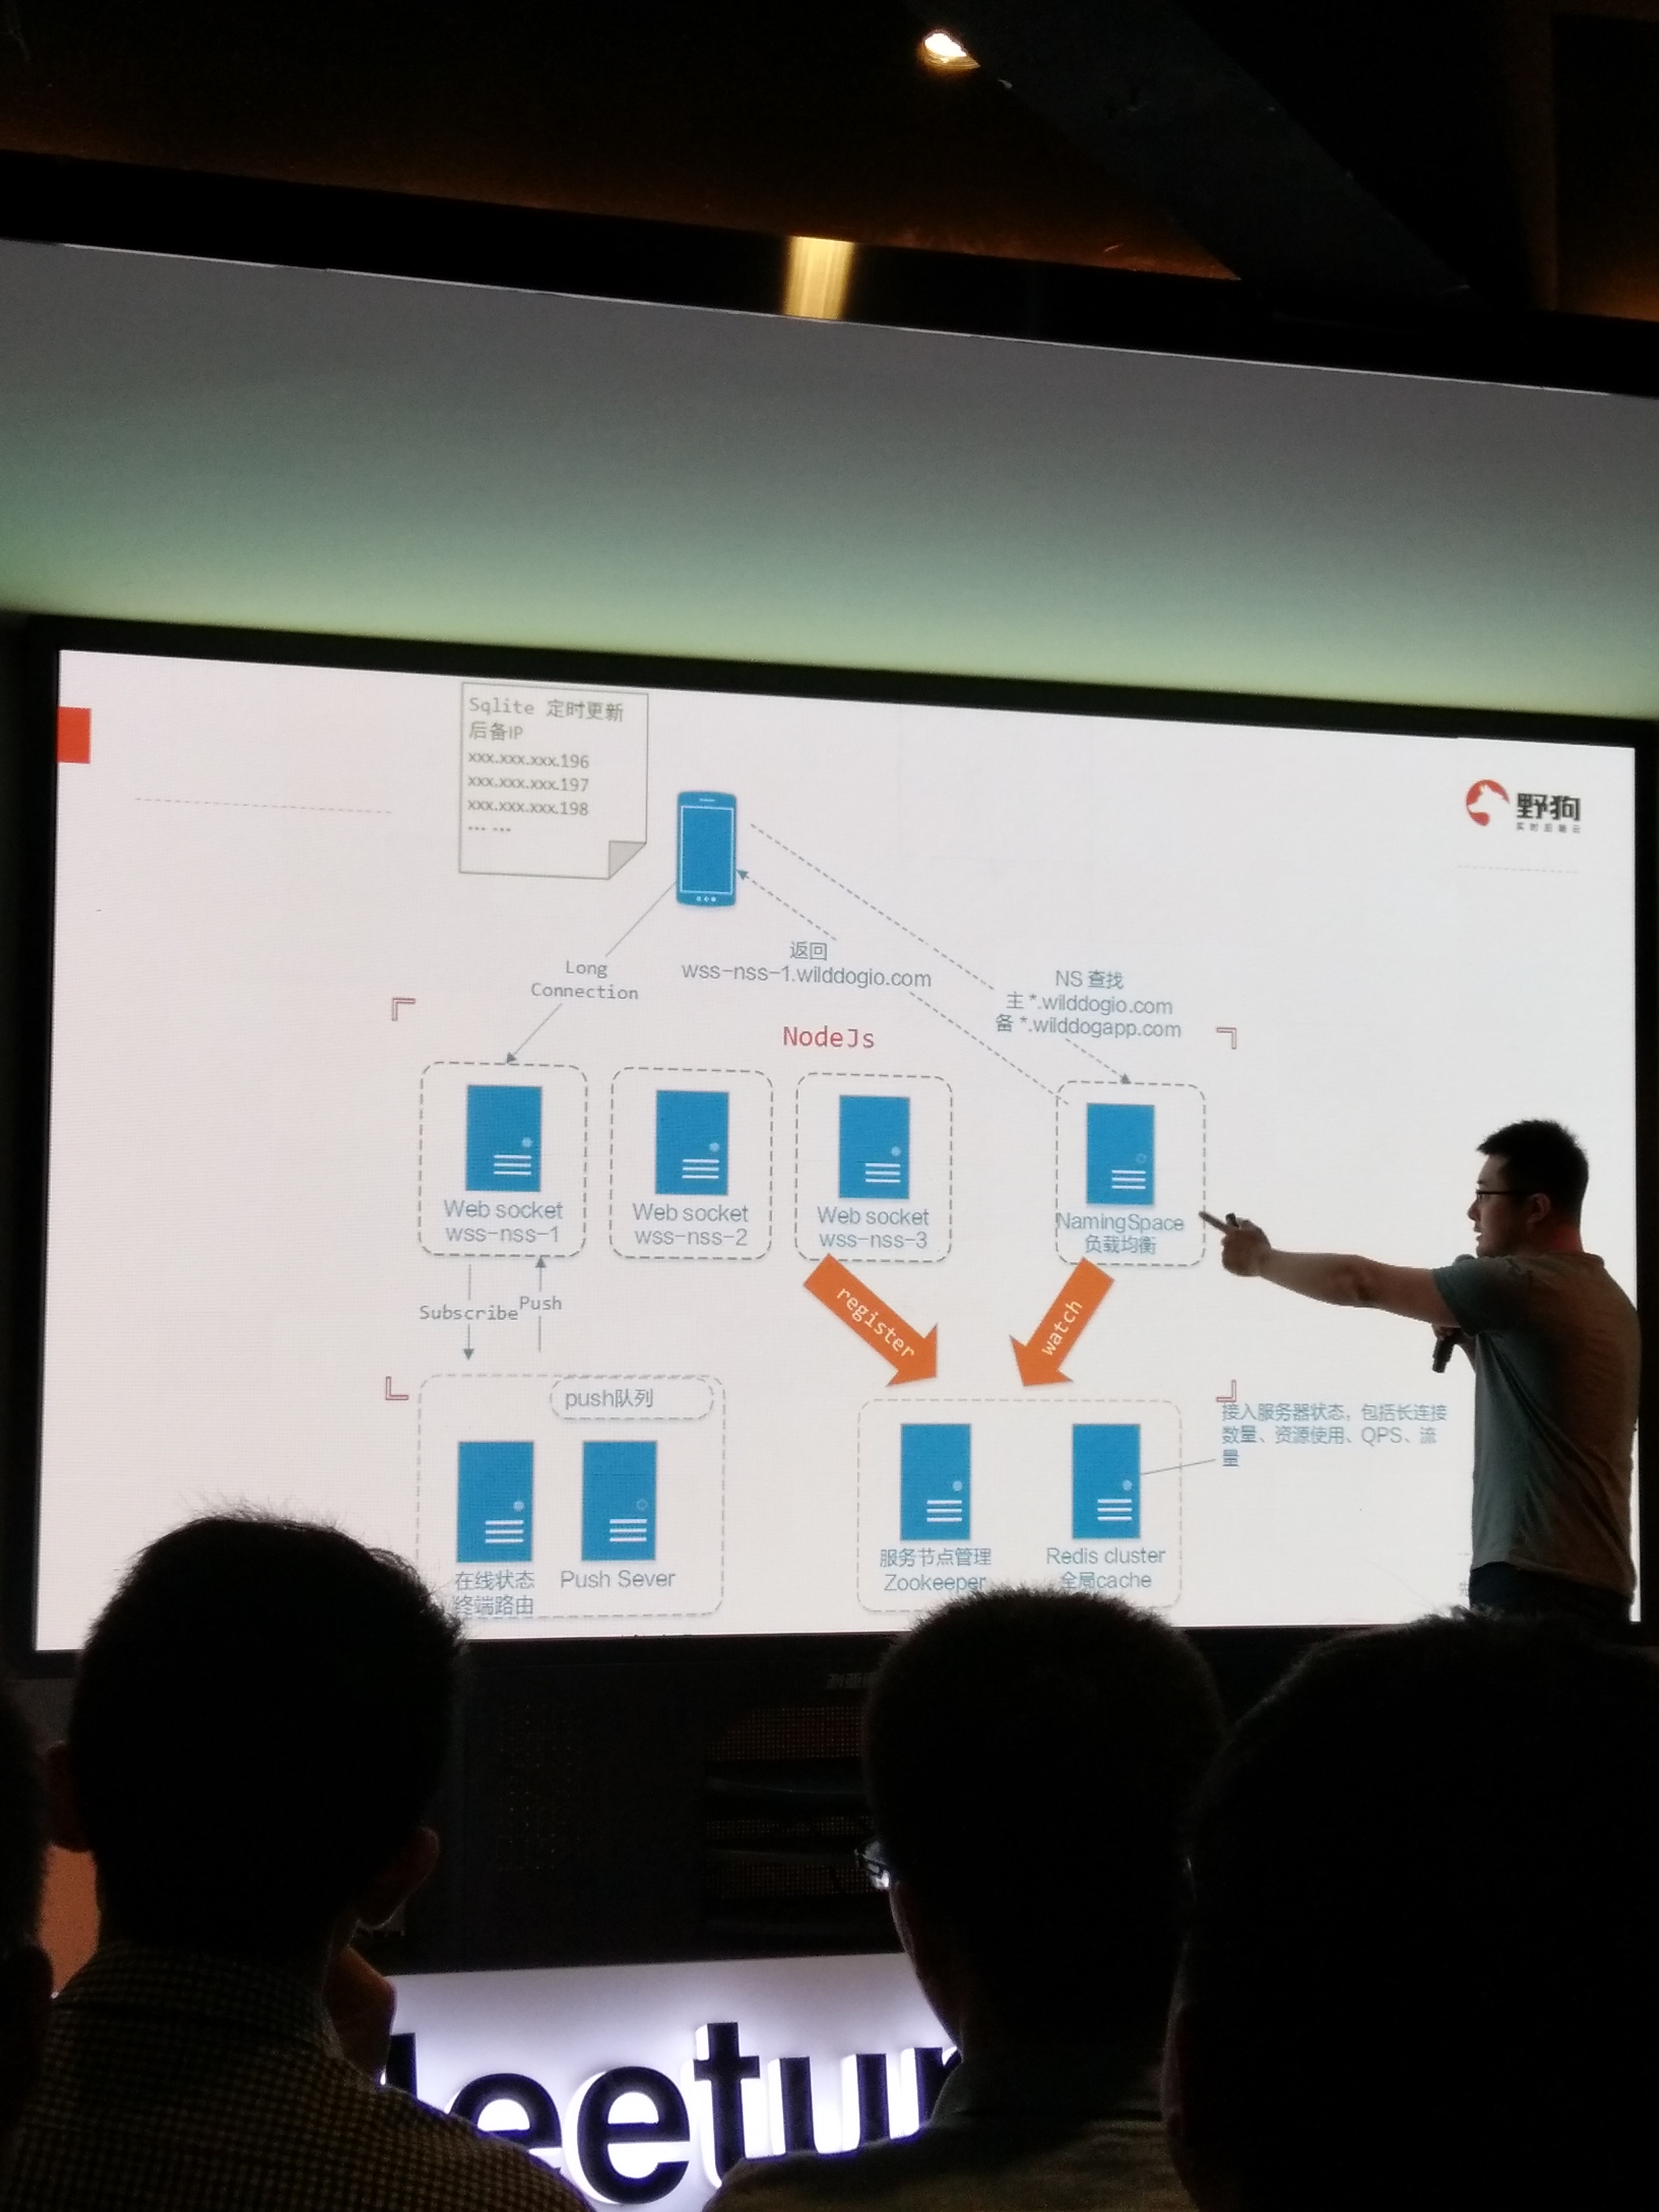 Sqlite 定时更新
后备IP
xxx.xxx.xxx.196
xxx.xxx.xxx.197
xxx.xxx.xxx.198
... ...
野狗
实时后端云
Long
Connection
返回
wss-nss-1.wilddogio.com
NS 查找
主 *.wilddogio.com
备 *.wilddogapp.com
NodeJs
Web socket
wss-nss-1
Web socket
wss-nss-2
Web socket
wss-nss-3
NamingSpace
负载均衡
Subscribe
Push
register
watch
push队列
接入服务器状态，包括长连接
数量、资源使用、QPS、流
量
在线状态
终端路由
Push Sever
服务节点管理
Zookeeper
Redis cluster
全局cache
eetu